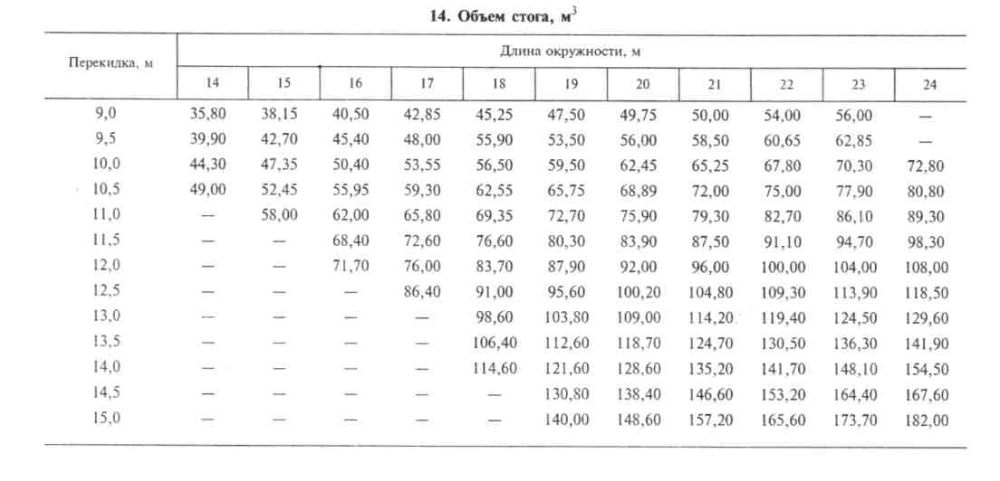 14. Объем стога, м³
Перекидка, м
Длина окружности, м
14 15 16 17 18 19 20 21 22 23 24
9,0 35,80 38,15 40,50 42,85 45,25 47,50 49,75 50,00 54,00 56,00 —
9,5 39,90 42,70 45,40 48,00 55,90 53,50 56,00 58,50 60,65 62,85 —
10,0 44,30 47,35 50,40 53,55 56,50 59,50 62,45 65,25 67,80 70,30 72,80
10,5 49,00 52,45 55,95 59,30 62,55 65,75 68,89 72,00 75,00 77,90 80,80
11,0 — 58,00 62,00 65,80 69,35 72,70 75,90 79,30 82,70 86,10 89,30
11,5 — — 68,40 72,60 76,60 80,30 83,90 87,50 91,10 94,70 98,30
12,0 — — 71,70 76,00 83,70 87,90 92,00 96,00 100,00 104,00 108,00
12,5 — — — 86,40 91,00 95,60 100,20 104,80 109,30 113,90 118,50
13,0 — — — — 98,60 103,80 109,00 114,20 119,40 124,50 129,60
13,5 — — — — 106,40 112,60 118,70 124,70 130,50 136,30 141,90
14,0 — — — — 114,60 121,60 128,60 135,20 141,70 148,10 154,50
14,5 — — — — — 130,80 138,40 146,60 153,20 164,40 167,60
15,0 — — — — — 140,00 148,60 157,20 165,60 173,70 182,00